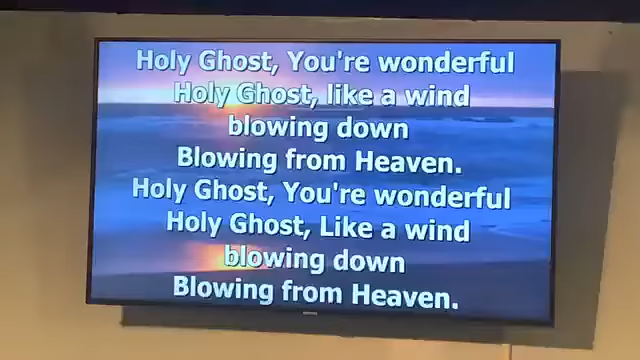 Holy Ghost, You're wonderful
Holy Ghost, like a wind
blowing down
Blowing from Heaven.
Holy Ghost, You're wonderful
Holy Ghost, Like a wind
blowing down
Blowing from Heaven.